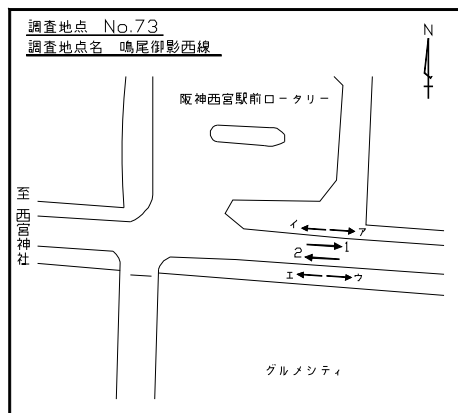 調査地点 No.73
調査地点名 鳴尾御影西線
N
阪神西宮駅前ロータリー
至西宮神社
イ ア
1
2
エ ウ
グルメシティ